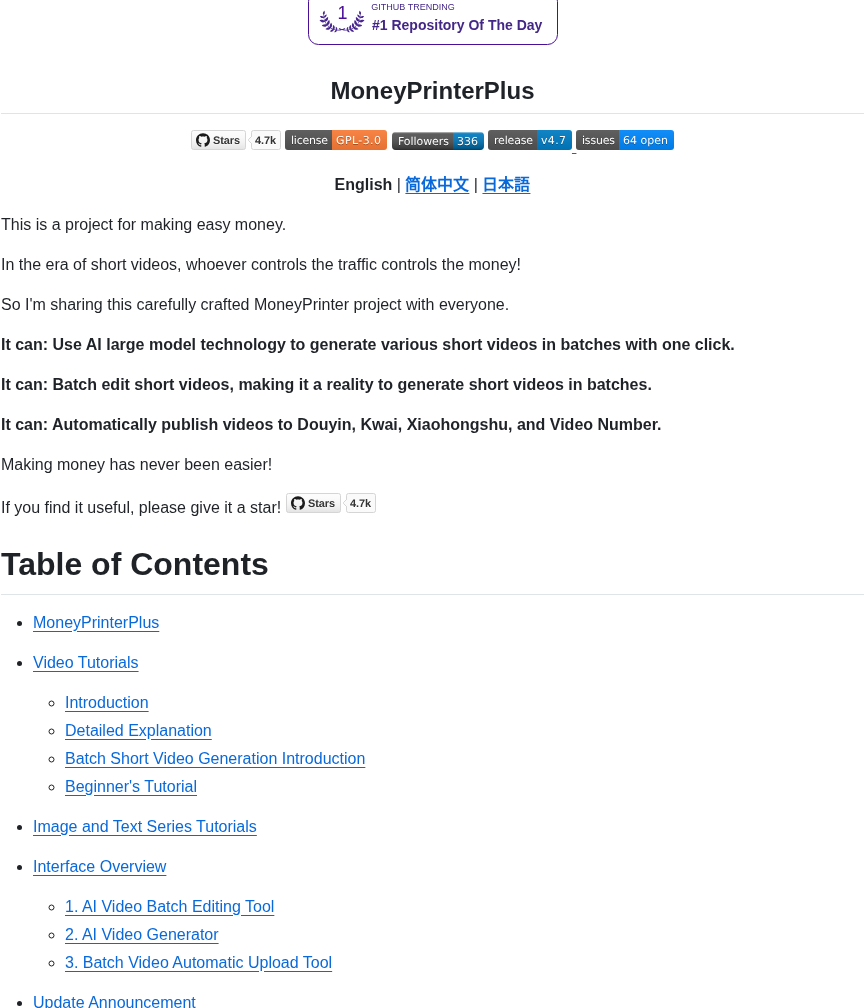 GITHUB TRENDING
1
#1 Repository Of The Day
MoneyPrinterPlus
Stars 4.7k license GPL-3.0 Followers 336 release v4.7 issues 64 open
English | 简体中文 | 日本語
This is a project for making easy money.
In the era of short videos, whoever controls the traffic controls the money!
So I'm sharing this carefully crafted MoneyPrinter project with everyone.
It can: Use AI large model technology to generate various short videos in batches with one click.
It can: Batch edit short videos, making it a reality to generate short videos in batches.
It can: Automatically publish videos to Douyin, Kwai, Xiaohongshu, and Video Number.
Making money has never been easier!
If you find it useful, please give it a star! Stars 4.7k
Table of Contents
MoneyPrinterPlus
Video Tutorials
Introduction
Detailed Explanation
Batch Short Video Generation Introduction
Beginner's Tutorial
Image and Text Series Tutorials
Interface Overview
1. AI Video Batch Editing Tool
2. AI Video Generator
3. Batch Video Automatic Upload Tool
Update Announcement